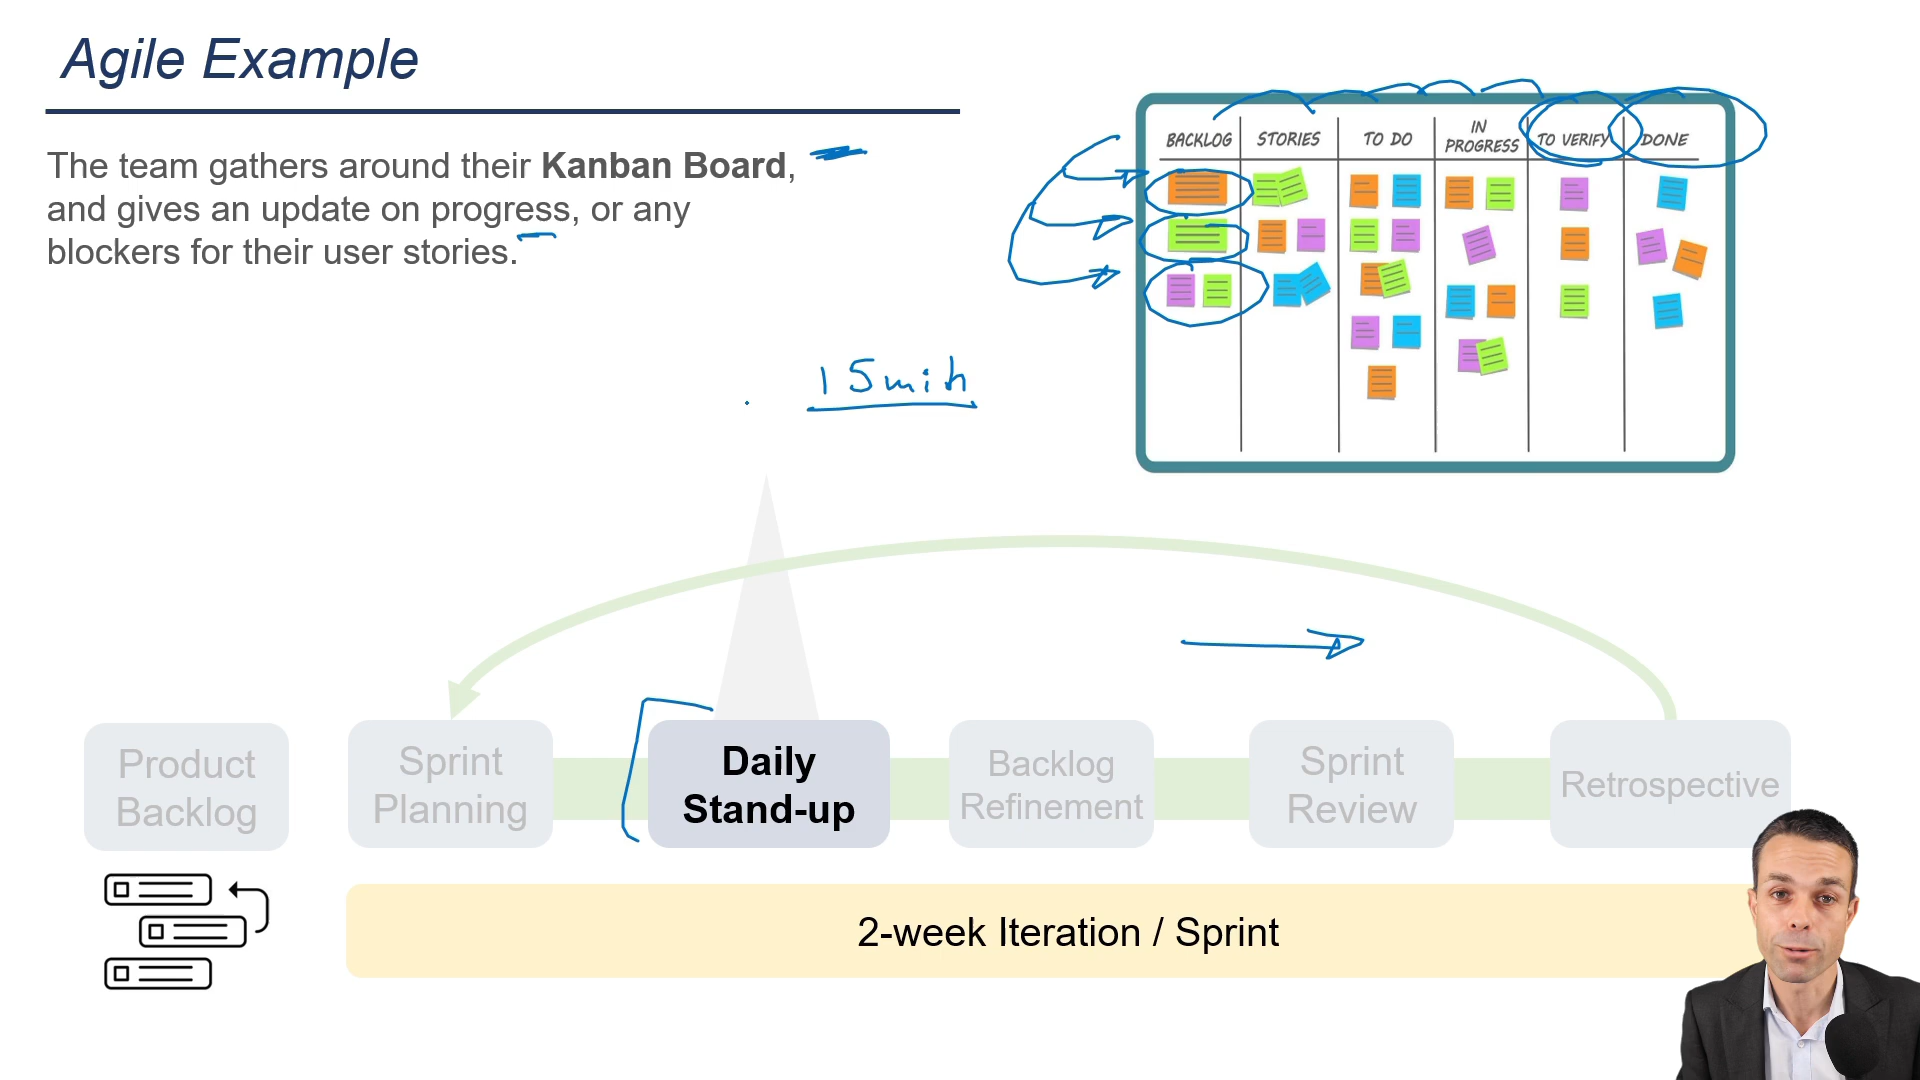 Agile Example
The team gathers around their Kanban Board,
and gives an update on progress, or any
blockers for their user stories.
BACKLOG
STORIES
TO DO
IN
PROGRESS
TO VERIFY
DONE
15min
Product
Backlog
Sprint
Planning
Daily
Stand-up
Backlog
Refinement
Sprint
Review
Retrospective
2-week Iteration / Sprint